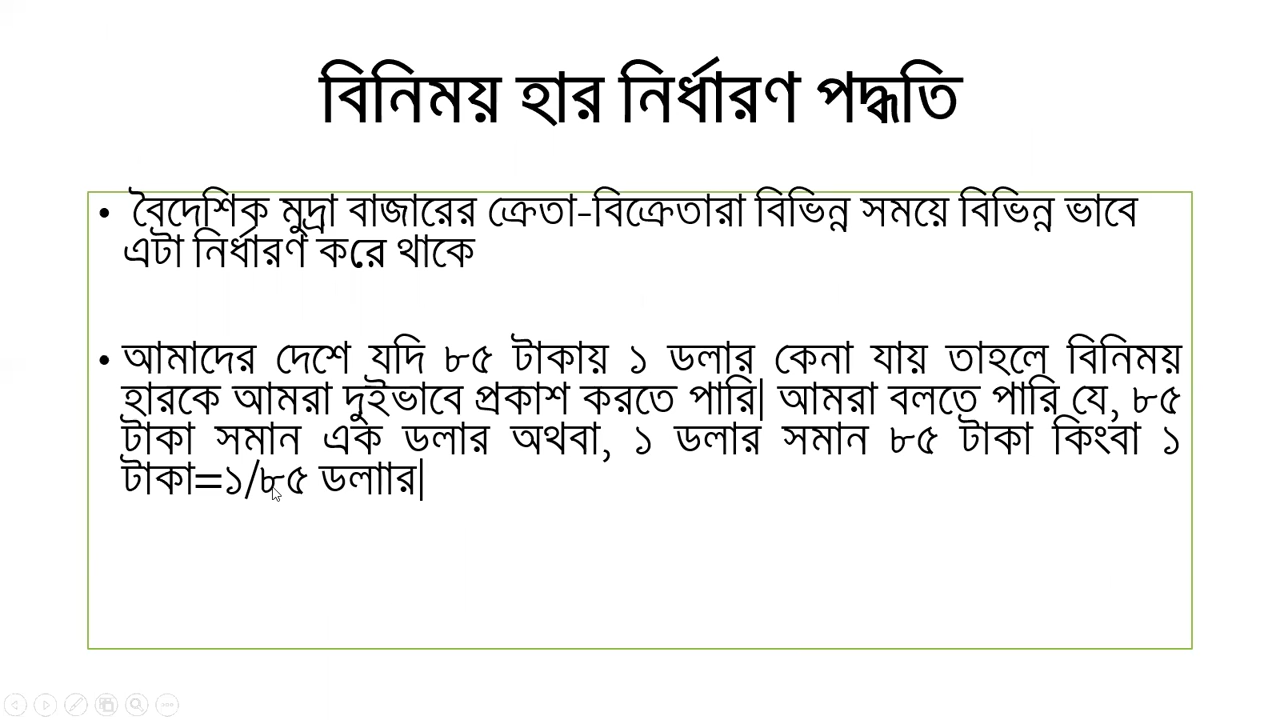 বিনিময় হার নির্ধারণ পদ্ধতি
• বৈদেশিক মুদ্রা বাজারের ক্রেতা-বিক্রেতারা বিভিন্ন সময়ে বিভিন্ন ভাবে
এটা নির্ধারণ করে থাকে
• আমাদের দেশে যদি ৮৫ টাকায় ১ ডলার কেনা যায় তাহলে বিনিময়
হারকে আমরা দুইভাবে প্রকাশ করতে পারি| আমরা বলতে পারি যে, ৮৫
টাকা সমান এক ডলার অথবা, ১ ডলার সমান ৮৫ টাকা কিংবা ১
টাকা=১/৮৫ ডলাার|